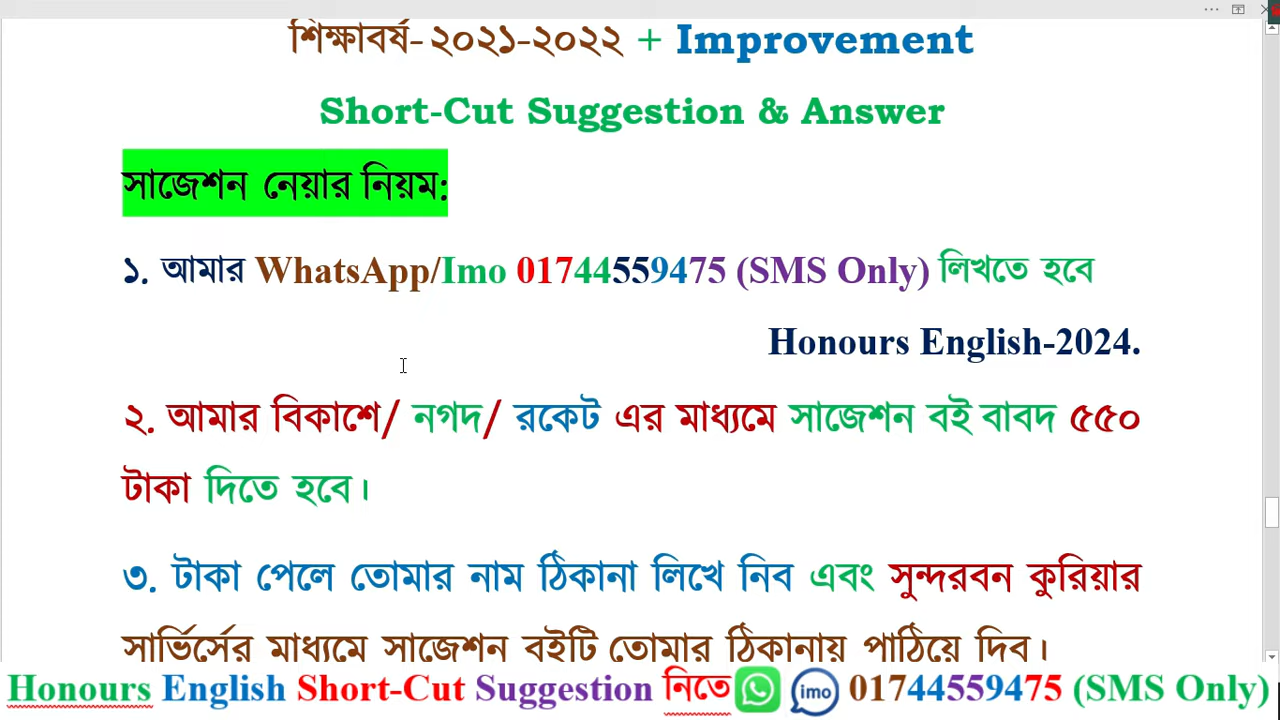 শিক্ষাবর্ষ-২০২১-২০২২ + Improvement
Short-Cut Suggestion & Answer
সাজেশন নেয়ার নিয়ম:
১. আমার WhatsApp/Imo 01744559475 (SMS Only) লিখতে হবে
Honours English-2024.
২. আমার বিকাশে/ নগদ/ রকেট এর মাধ্যমে সাজেশন বই বাবদ ৫৫০
টাকা দিতে হবে।
৩. টাকা পেলে তোমার নাম ঠিকানা লিখে নিব এবং সুন্দরবন কুরিয়ার
সার্ভির্সের মাধ্যমে সাজেশন বইটি তোমার ঠিকানায় পাঠিয়ে দিব।
Honours English Short-Cut Suggestion নিতে imo 01744559475 (SMS Only)